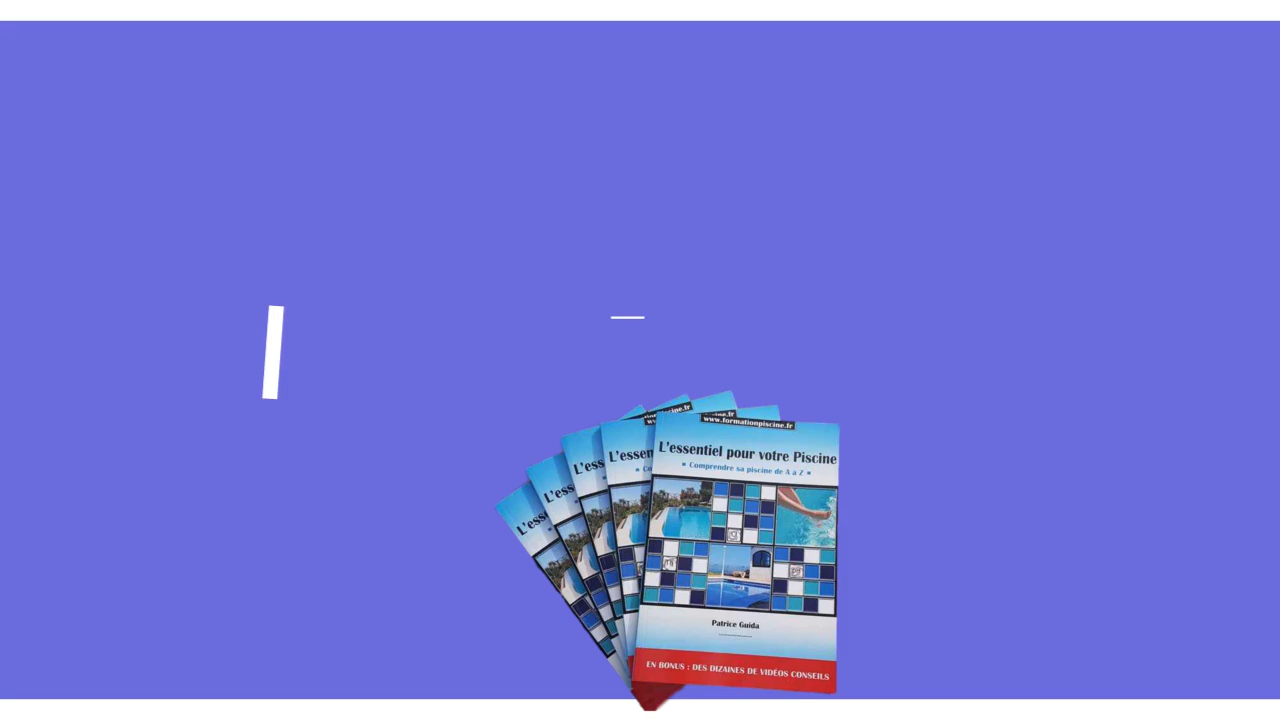 www.formationpiscine.fr
L'essentiel pour votre Piscine
▪ Comprendre sa piscine de A à Z ▪
Patrice Guida
EN BONUS : DES DIZAINES DE VIDÉOS CONSEILS